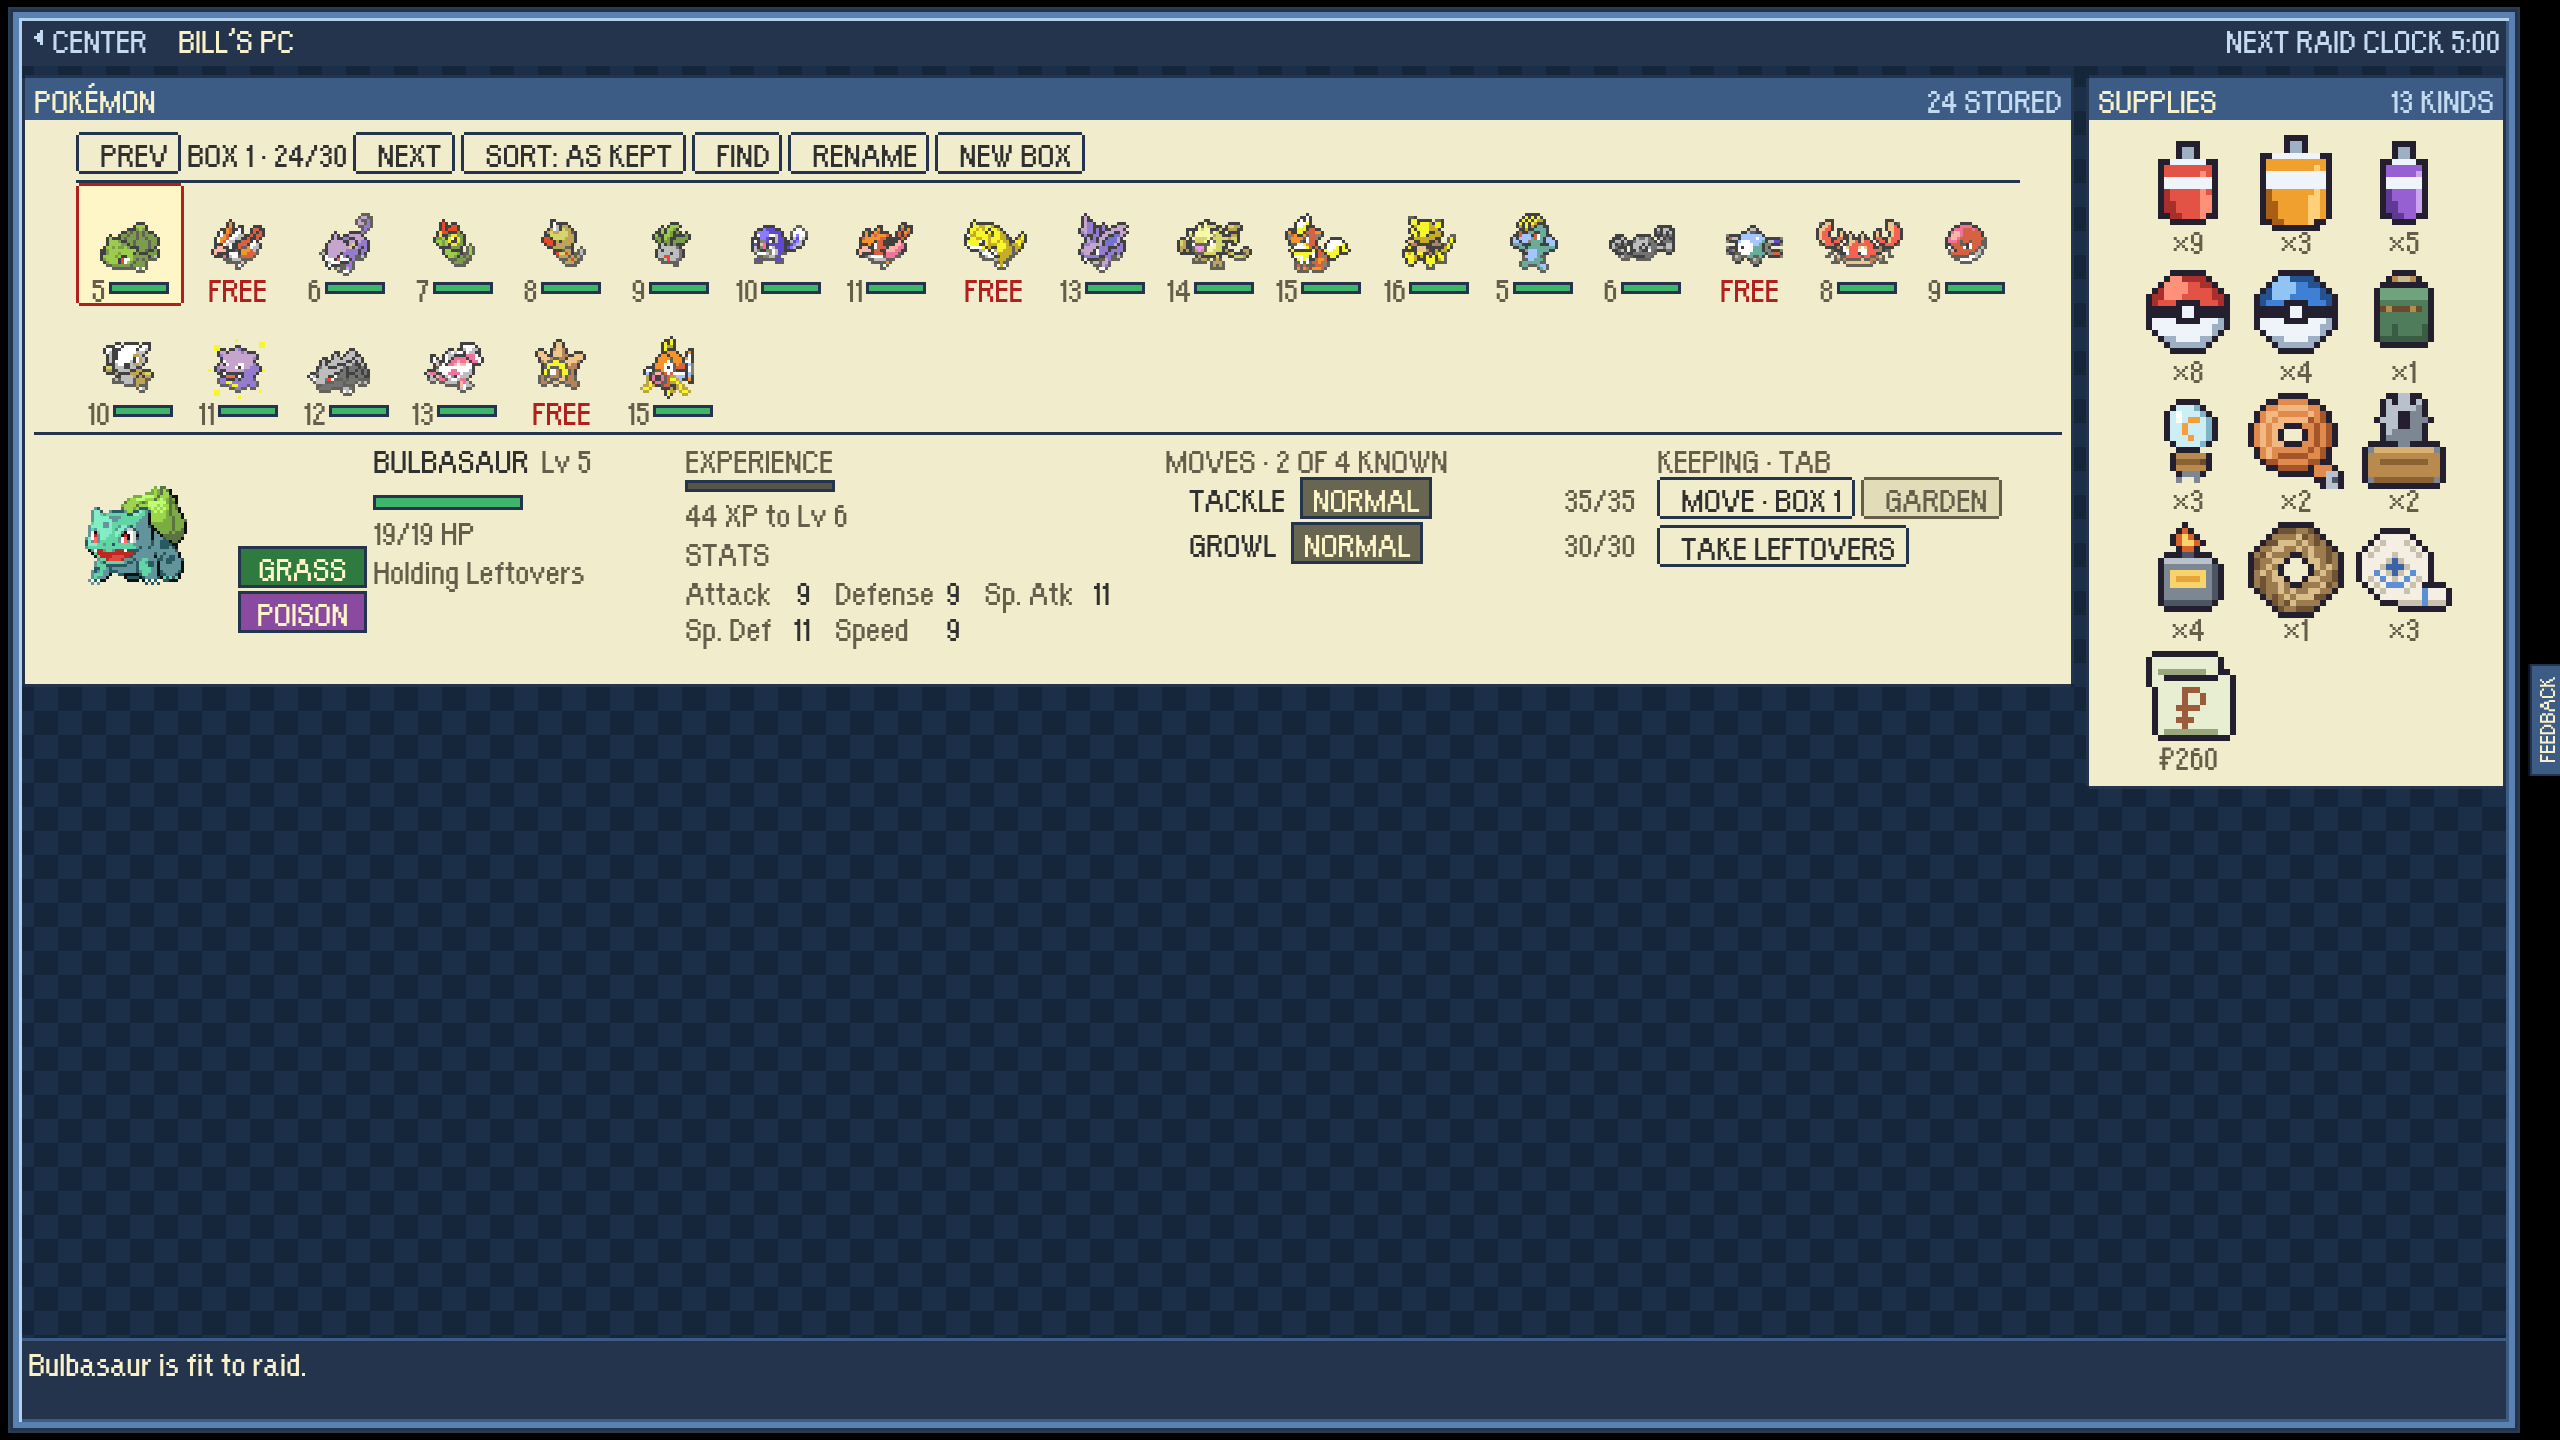 CENTER BILL'S PC NEXT RAID CLOCK 5:00
POKÉMON 24 STORED
SUPPLIES 13 KINDS
PREV BOX 1 · 24/30 NEXT SORT: AS KEPT FIND RENAME NEW BOX
5 FREE 6 7 8 9 10 11 FREE 13 14 15 16 5 6 FREE 8 9
10 11 12 13 FREE 15
BULBASAUR Lv 5
19/19 HP
Holding Leftovers
GRASS
POISON
EXPERIENCE
44 XP to Lv 6
STATS
Attack 9 Defense 9 Sp. Atk 11
Sp. Def 11 Speed 9
MOVES · 2 OF 4 KNOWN
TACKLE NORMAL 35/35
GROWL NORMAL 30/30
KEEPING · TAB
MOVE · BOX 1 GARDEN
TAKE LEFTOVERS
×9 ×3 ×5
×8 ×4 ×1
×3 ×2 ×2
×4 ×1 ×3
₽
₽260
FEEDBACK
Bulbasaur is fit to raid.